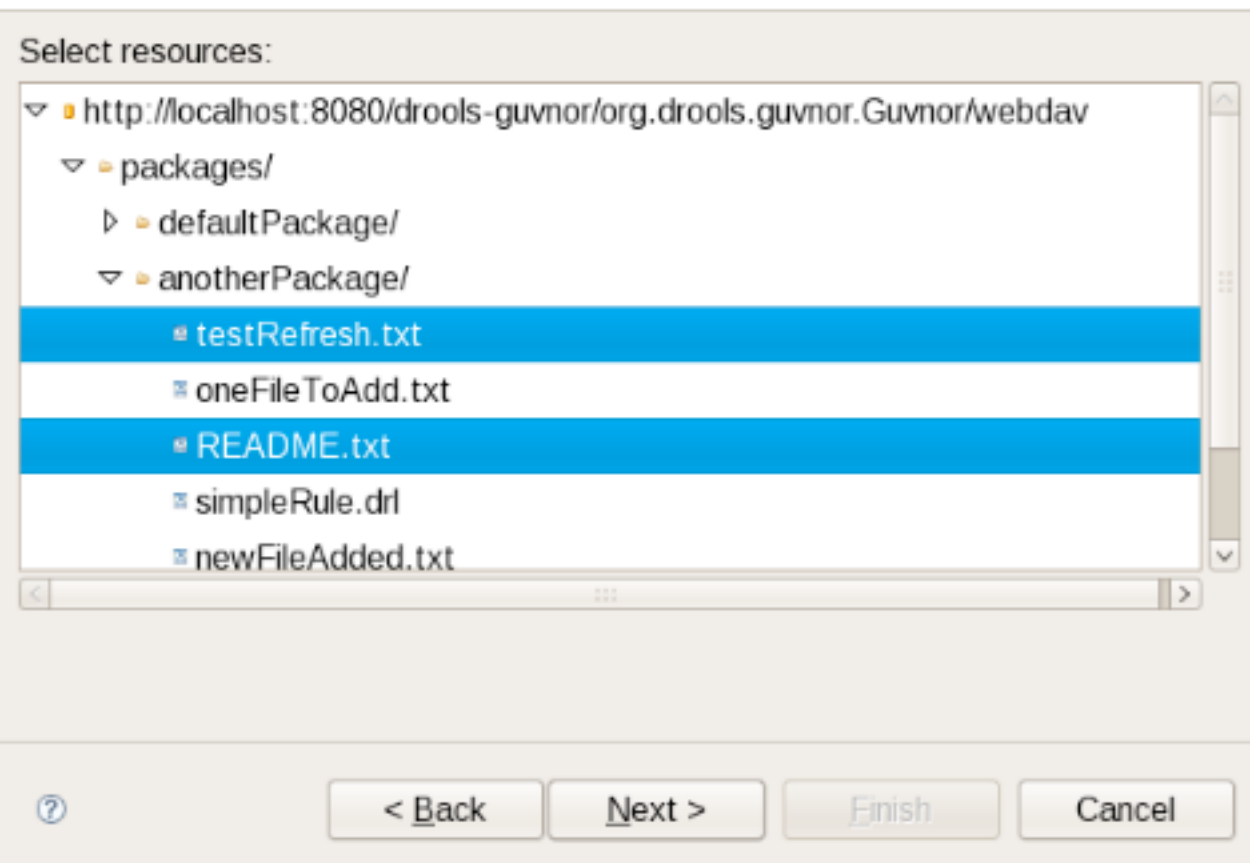 Select resources:
http://localhost:8080/drools-guvnor/org.drools.guvnor.Guvnor/webdav
packages/
defaultPackage/
anotherPackage/
testRefresh.txt
oneFileToAdd.txt
README.txt
simpleRule.drl
newFileAdded.txt
< Back Next > Finish Cancel